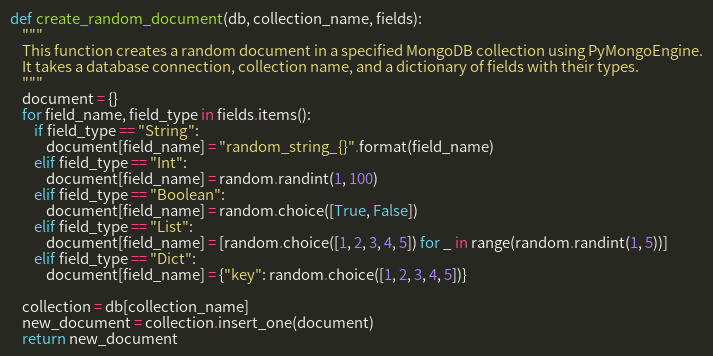 def create_random_document(db, collection_name, fields):
    """
    This function creates a random document in a specified MongoDB collection using PyMongoEngine.
    It takes a database connection, collection name, and a dictionary of fields with their types.
    """
    document = {}
    for field_name, field_type in fields.items():
        if field_type == "String":
            document[field_name] = "random_string_{}".format(field_name)
        elif field_type == "Int":
            document[field_name] = random.randint(1, 100)
        elif field_type == "Boolean":
            document[field_name] = random.choice([True, False])
        elif field_type == "List":
            document[field_name] = [random.choice([1, 2, 3, 4, 5]) for _ in range(random.randint(1, 5))]
        elif field_type == "Dict":
            document[field_name] = {"key": random.choice([1, 2, 3, 4, 5])}

    collection = db[collection_name]
    new_document = collection.insert_one(document)
    return new_document